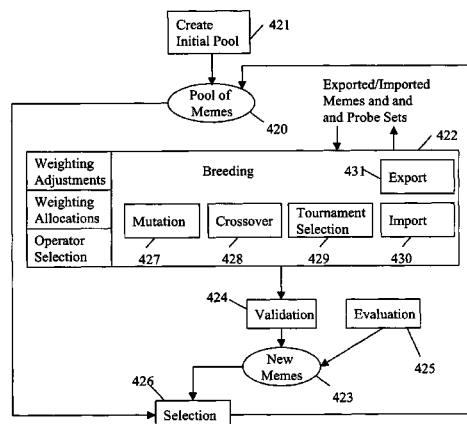 Create
Initial Pool
421
Pool of
Memes
420
Exported/Imported
Memes and and
and Probe Sets
422
Weighting
Adjustments
Breeding
431
Export
Weighting
Allocations
Operator
Selection
Mutation
Crossover
Tournament
Selection
Import
427
428
429
430
424
Validation
Evaluation
New
Memes
423
425
426
Selection